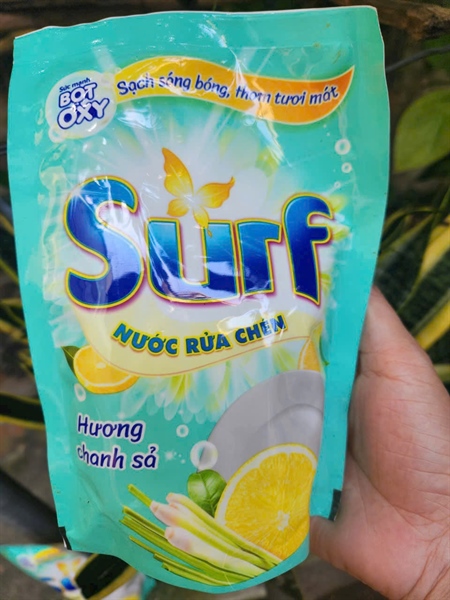 Sức mạnh
BỌT
OXY
Sạch sáng bóng, thơm tươi mát
Surf
NƯỚC RỬA CHÉN
Hương
chanh sả